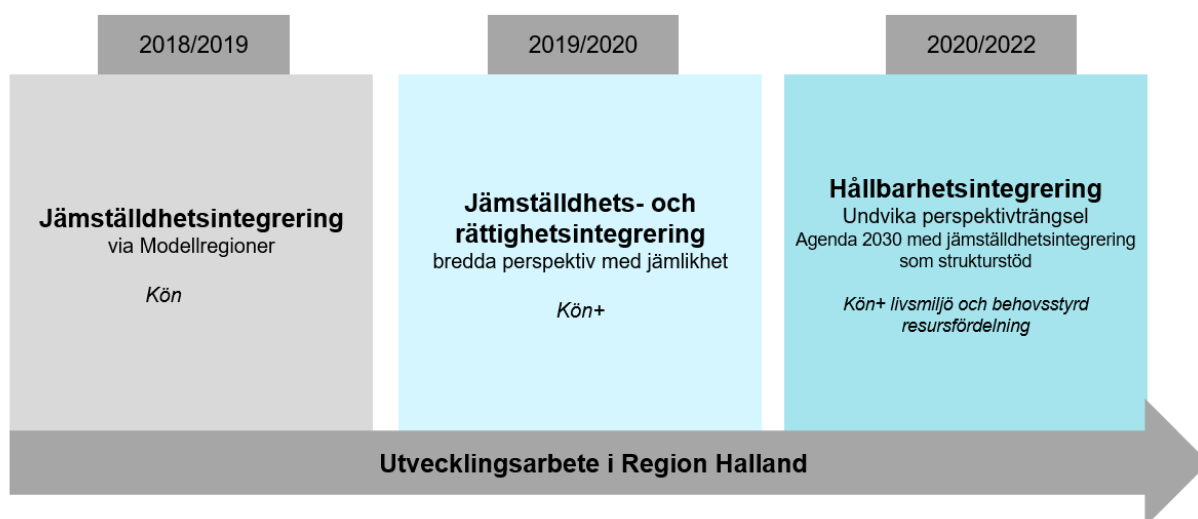 2018/2019
Jämställdhetsintegrering
via Modellregioner
Kön
2019/2020
Jämställdhets- och
rättighetsintegrering
bredda perspektiv med jämlikhet
Kön+
2020/2022
Hållbarhetsintegrering
Undvika perspektivträngsel
Agenda 2030 med jämställdhetsintegrering
som strukturstöd
Kön+ livsmiljö och behovsstyrd
resursfördelning
Utvecklingsarbete i Region Halland